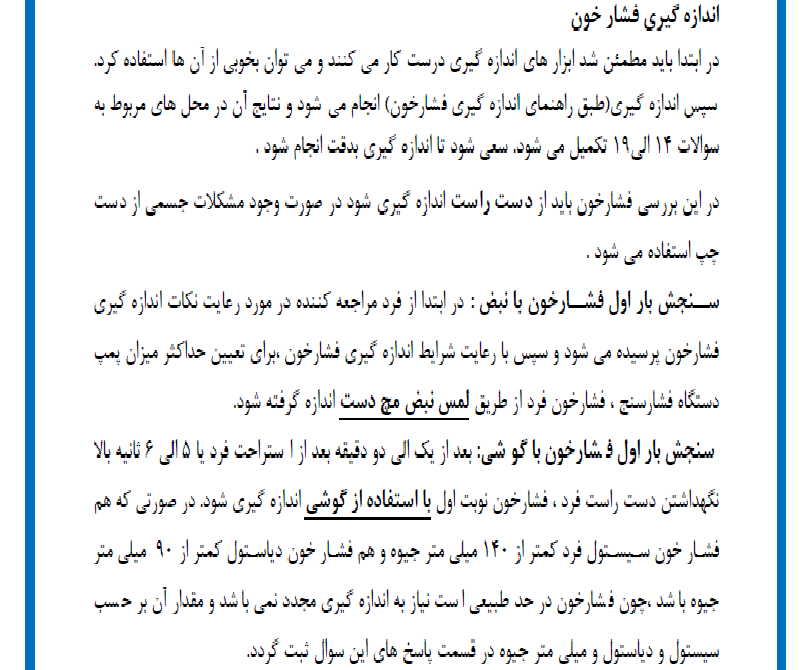 اندازه گیری فشار خون
در ابتدا باید مطمئن شد ابزار های اندازه گیری درست کار می کنند و می توان بخوبی از آن ها استفاده کرد.
سپس اندازه گیری(طبق راهنمای اندازه گیری فشارخون) انجام می شود و نتایج آن در محل های مربوط به
سوالات ۱۴ الی۱۹ تکمیل می شود. سعی شود تا اندازه گیری بدقت انجام شود .
در این بررسی فشارخون باید از دست راست اندازه گیری شود در صورت وجود مشکلات جسمی از دست
چپ استفاده می شود .
ســنجش بار اول فشــارخون با نبض : در ابتدا از فرد مراجعه کننده در مورد رعایت نکات اندازه گیری
فشارخون پرسیده می شود و سپس با رعایت شرایط اندازه گیری فشارخون ،برای تعیین حداکثر میزان پمپ
دستگاه فشارسنج ، فشارخون فرد از طریق لمس نبض مچ دست اندازه گرفته شود.
سنجش بار اول ف شارخون با گو شی: بعد از یک الی دو دقیقه بعد از ا ستراحت فرد یا ۵ الی ۶ ثانیه بالا
نگهداشتن دست راست فرد ، فشارخون نوبت اول با استفاده از گوشی اندازه گیری شود. در صورتی که هم
فشـار خون سـیسـتول فرد کمتر از ۱۴۰ میلی متر جیوه و هم فشـار خون دیاسـتول کمتر از ۹۰ میلی متر
جیوه با شد ،چون فشارخون در حد طبیعی ا ست نیاز به اندازه گیری مجدد نمی با شد و مقدار آن بر حسب
سیستول و دیاستول و میلی متر جیوه در قسمت پاسخ های این سوال ثبت گردد.